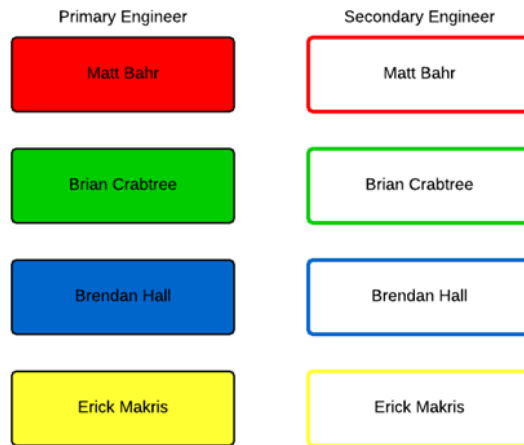 Primary Engineer
Secondary Engineer
Matt Bahr
Matt Bahr
Brian Crabtree
Brian Crabtree
Brendan Hall
Brendan Hall
Erick Makris
Erick Makris